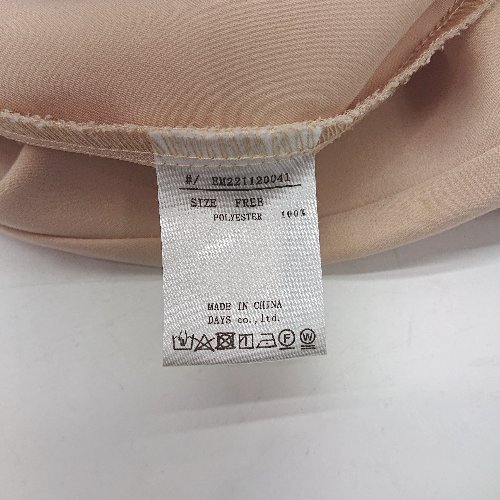 #/ EM221120041
SIZE FREE
POLYESTER 100%
MADE IN CHINA
DAYS co.,ltd.
F W